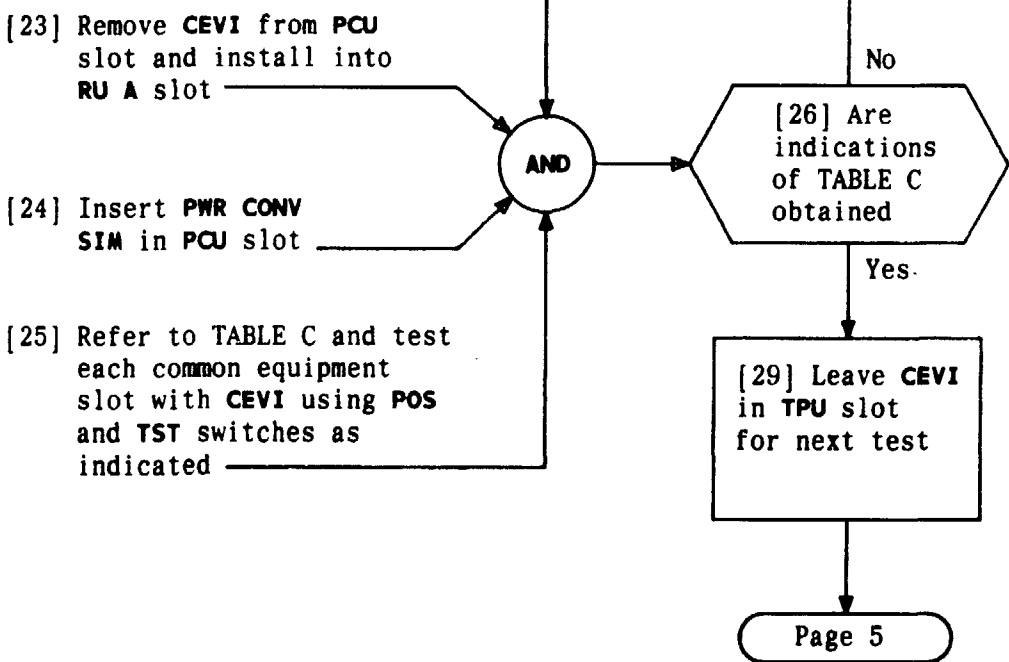 [23] Remove CEVI from PCU
slot and install into
RU A slot
[24] Insert PWR CONV
SIM in PCU slot
[25] Refer to TABLE C and test
each common equipment
slot with CEVI using POS
and TST switches as
indicated
AND
No
[26] Are
indications
of TABLE C
obtained
Yes
[29] Leave CEVI
in TPU slot
for next test
Page 5